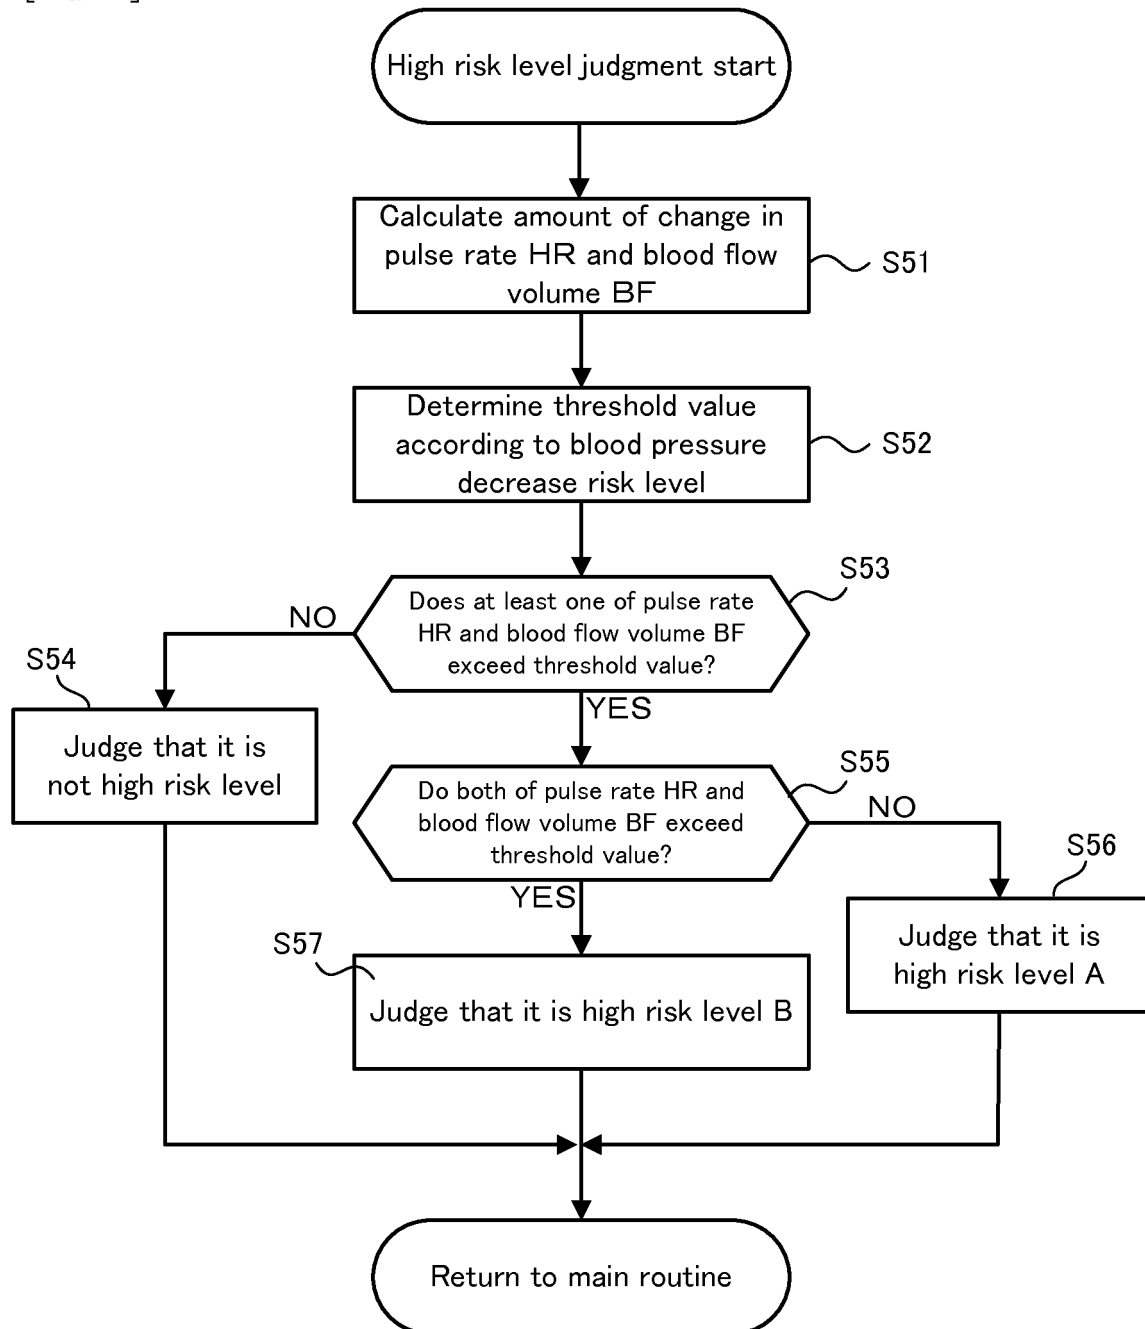 High risk level judgment start
Calculate amount of change in
pulse rate HR and blood flow
volume BF
S51
Determine threshold value
according to blood pressure
decrease risk level
S52
S53
Does at least one of pulse rate
HR and blood flow volume BF
exceed threshold value?
NO
YES
S54
Judge that it is
not high risk level
S55
Do both of pulse rate HR and
blood flow volume BF exceed
threshold value?
NO
YES
S56
Judge that it is
high risk level A
S57
Judge that it is high risk level B
Return to main routine